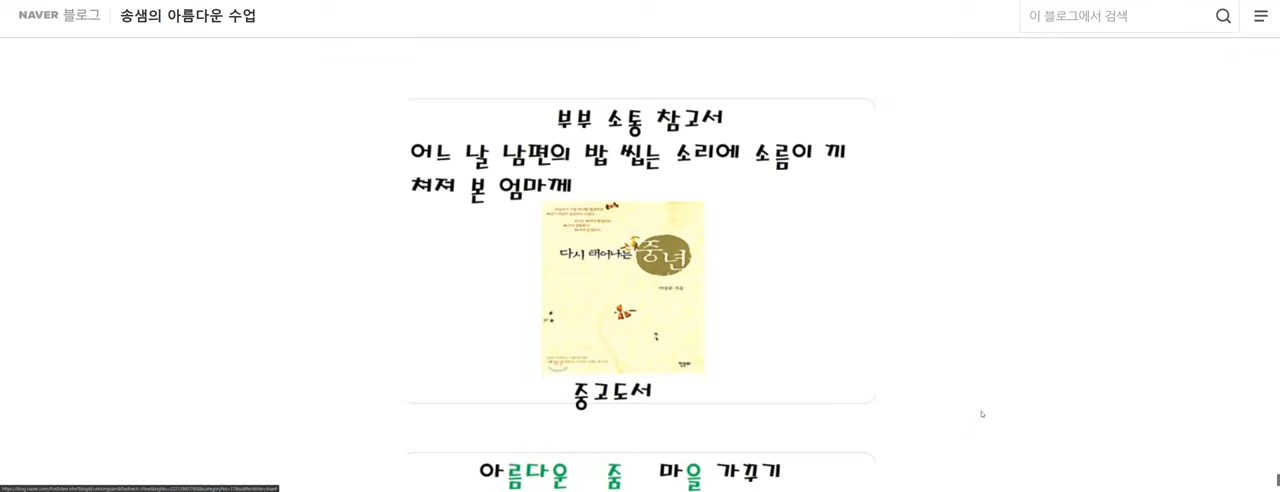 NAVER 블로그 송샘의 아름다운 수업
이 블로그에서 검색
부부 소통 참고서
어느 날 남편의 밥 씹는 소리에 소름이 끼
쳐져 본 엄마께
다시 태어나는 중년
중고도서
아름다운 줌 마을 가꾸기